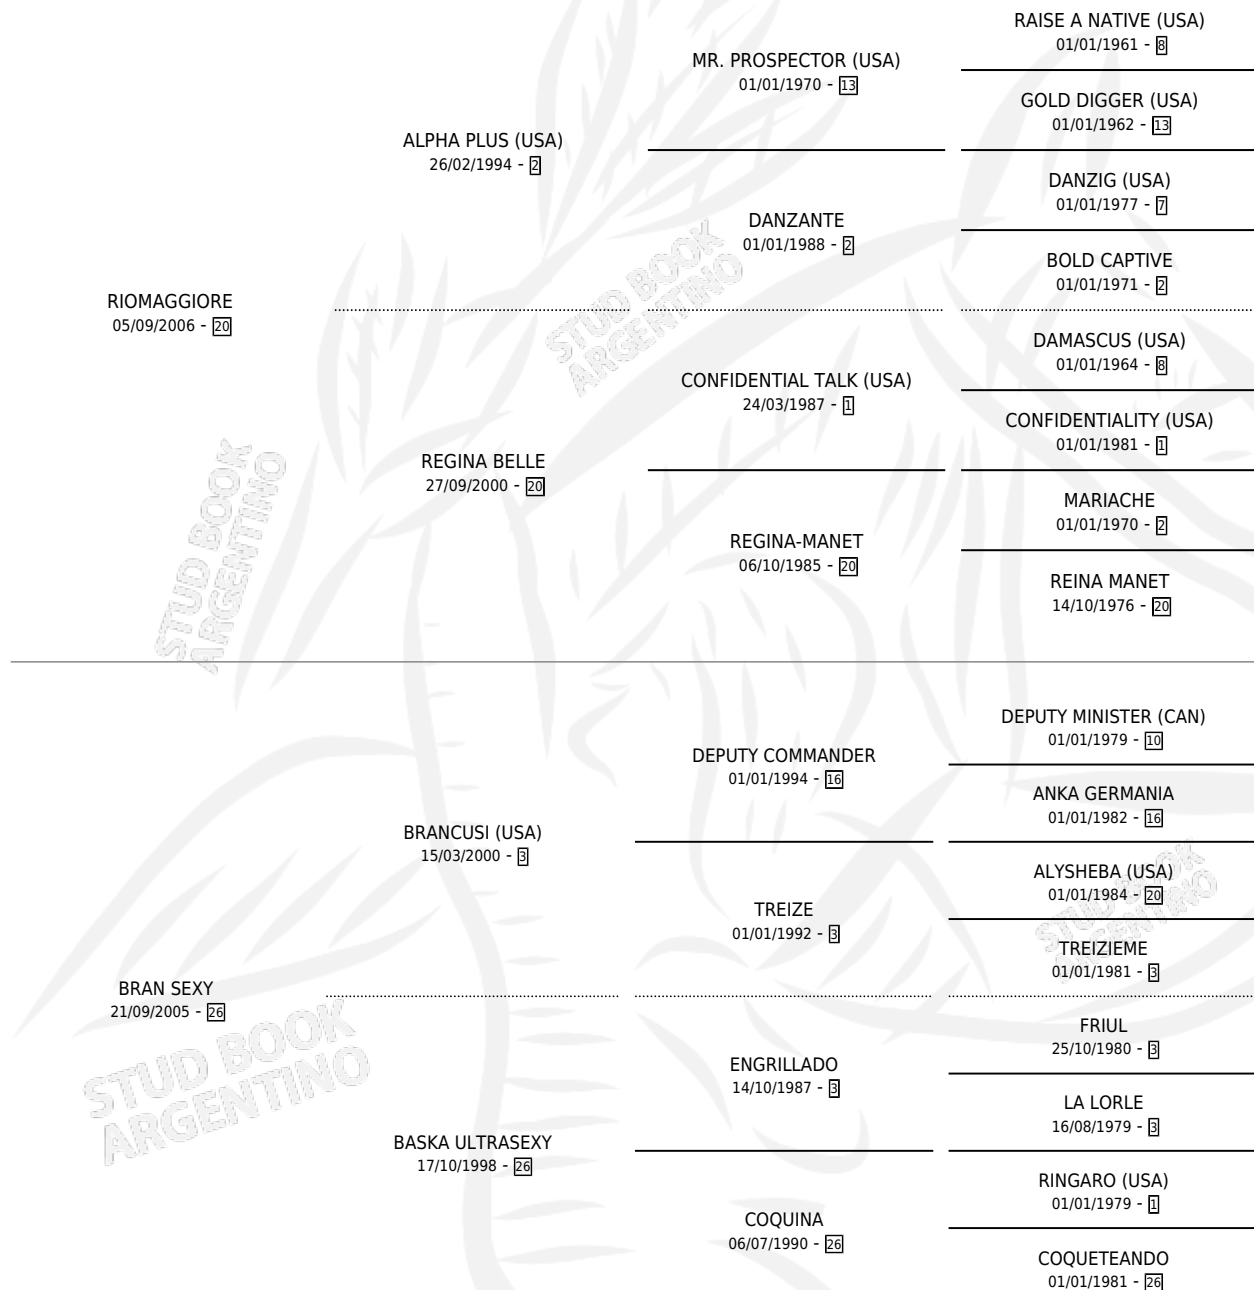 RAISE A NATIVE (USA)
01/01/1961 - 8
MR. PROSPECTOR (USA)
01/01/1970 - 13
GOLD DIGGER (USA)
01/01/1962 - 13
ALPHA PLUS (USA)
26/02/1994 - 2
DANZIG (USA)
01/01/1977 - 7
DANZANTE
01/01/1988 - 2
BOLD CAPTIVE
01/01/1971 - 2
RIOMAGGIORE
05/09/2006 - 20
STUD BOOK
ARGENTINO
DAMASCUS (USA)
01/01/1964 - 8
CONFIDENTIAL TALK (USA)
24/03/1987 - 1
CONFIDENTIALITY (USA)
01/01/1981 - 1
REGINA BELLE
27/09/2000 - 20
MARIACHE
01/01/1970 - 2
REGINA-MANET
06/10/1985 - 20
REINA MANET
14/10/1976 - 20
STUD BOOK
ARGENTINO
DEPUTY MINISTER (CAN)
01/01/1979 - 10
DEPUTY COMMANDER
01/01/1994 - 16
ANKA GERMANIA
01/01/1982 - 16
BRANCUSI (USA)
15/03/2000 - 3
ALYSHEBA (USA)
01/01/1984 - 20
TREIZE
01/01/1992 - 3
STUD BOOK
ARGENTINO
TREIZIEME
01/01/1981 - 3
BRAN SEXY
21/09/2005 - 26
FRIUL
25/10/1980 - 3
STUD BOOK
ARGENTINO
ENGRILLADO
14/10/1987 - 3
LA LORLE
16/08/1979 - 3
BASKA ULTRASEXY
17/10/1998 - 26
RINGARO (USA)
01/01/1979 - 1
COQUINA
06/07/1990 - 26
COQUETEANDO
01/01/1981 - 26